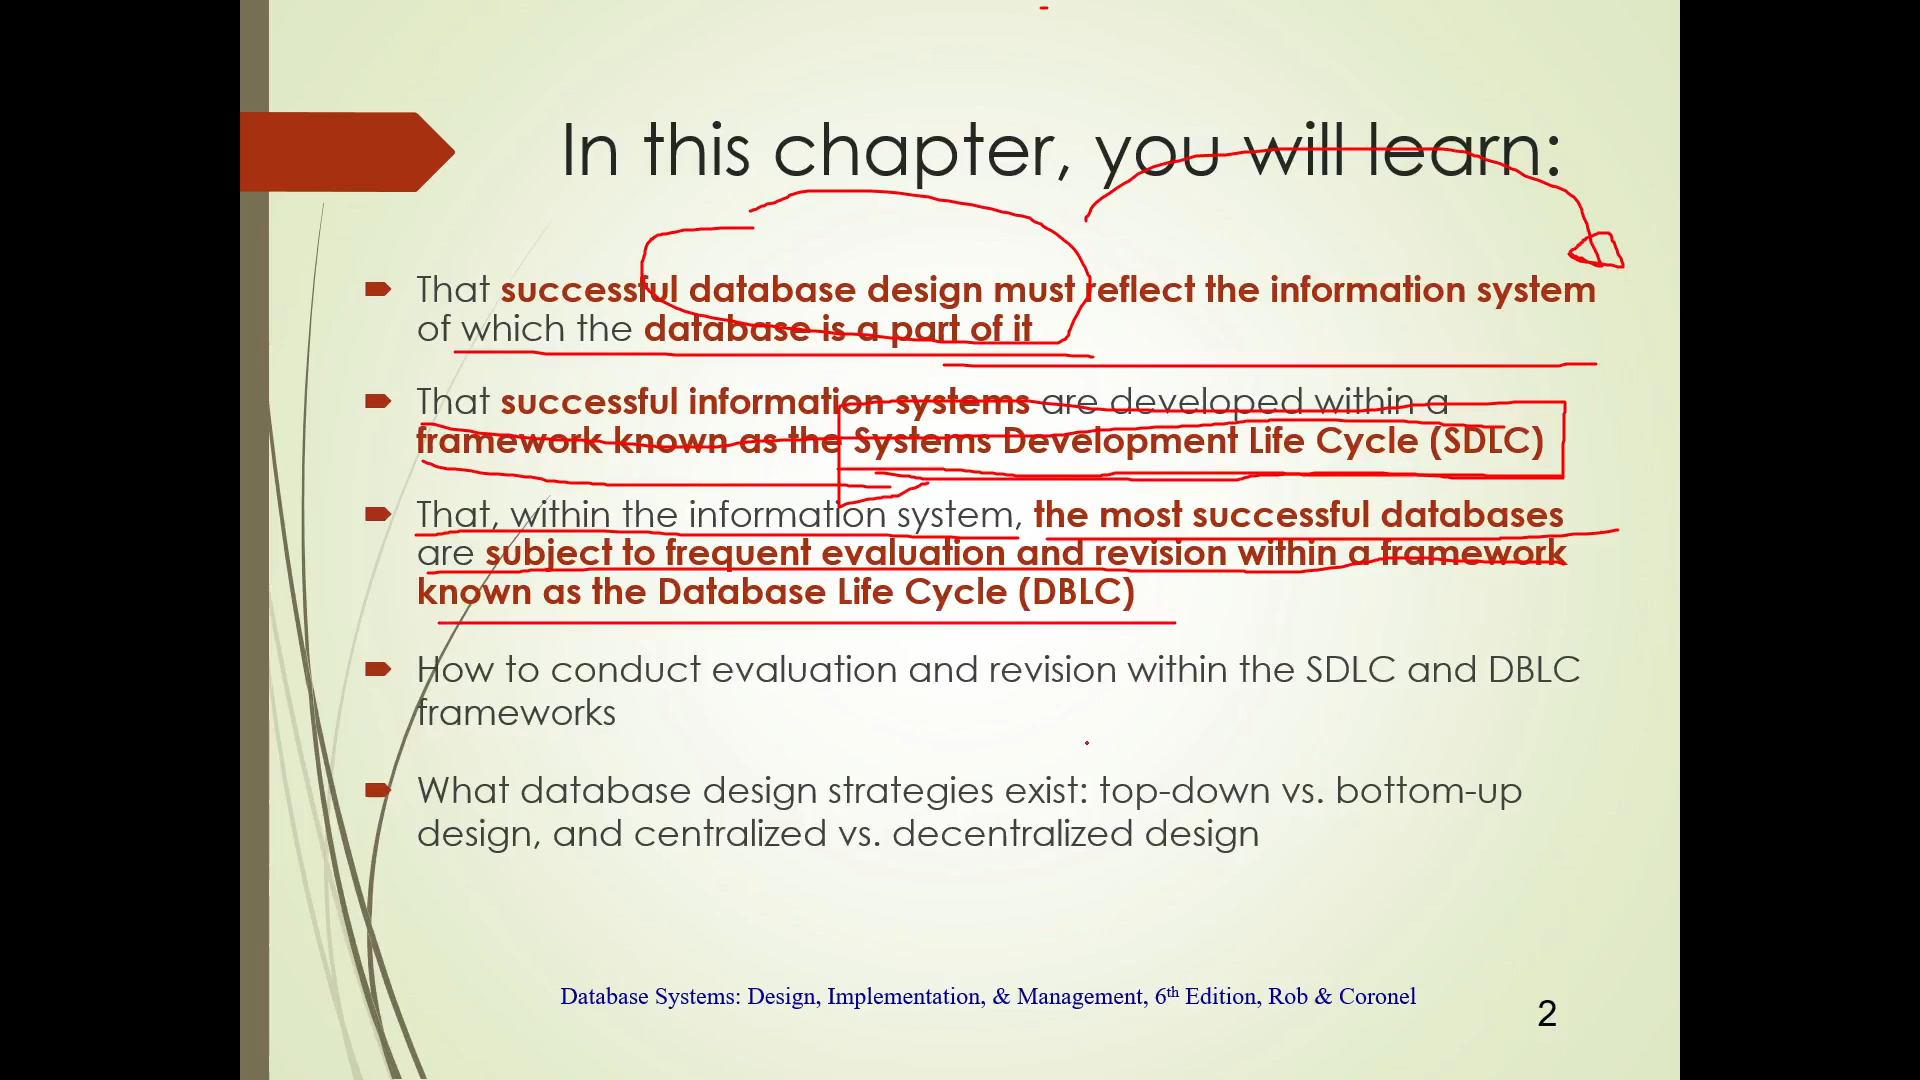 In this chapter, you will learn:
That successful database design must reflect the information system
of which the database is a part of it
That successful information systems are developed within a
framework known as the Systems Development Life Cycle (SDLC)
That, within the information system, the most successful databases
are subject to frequent evaluation and revision within a framework
known as the Database Life Cycle (DBLC)
How to conduct evaluation and revision within the SDLC and DBLC
frameworks
What database design strategies exist: top-down vs. bottom-up
design, and centralized vs. decentralized design
Database Systems: Design, Implementation, & Management, 6th Edition, Rob & Coronel
2